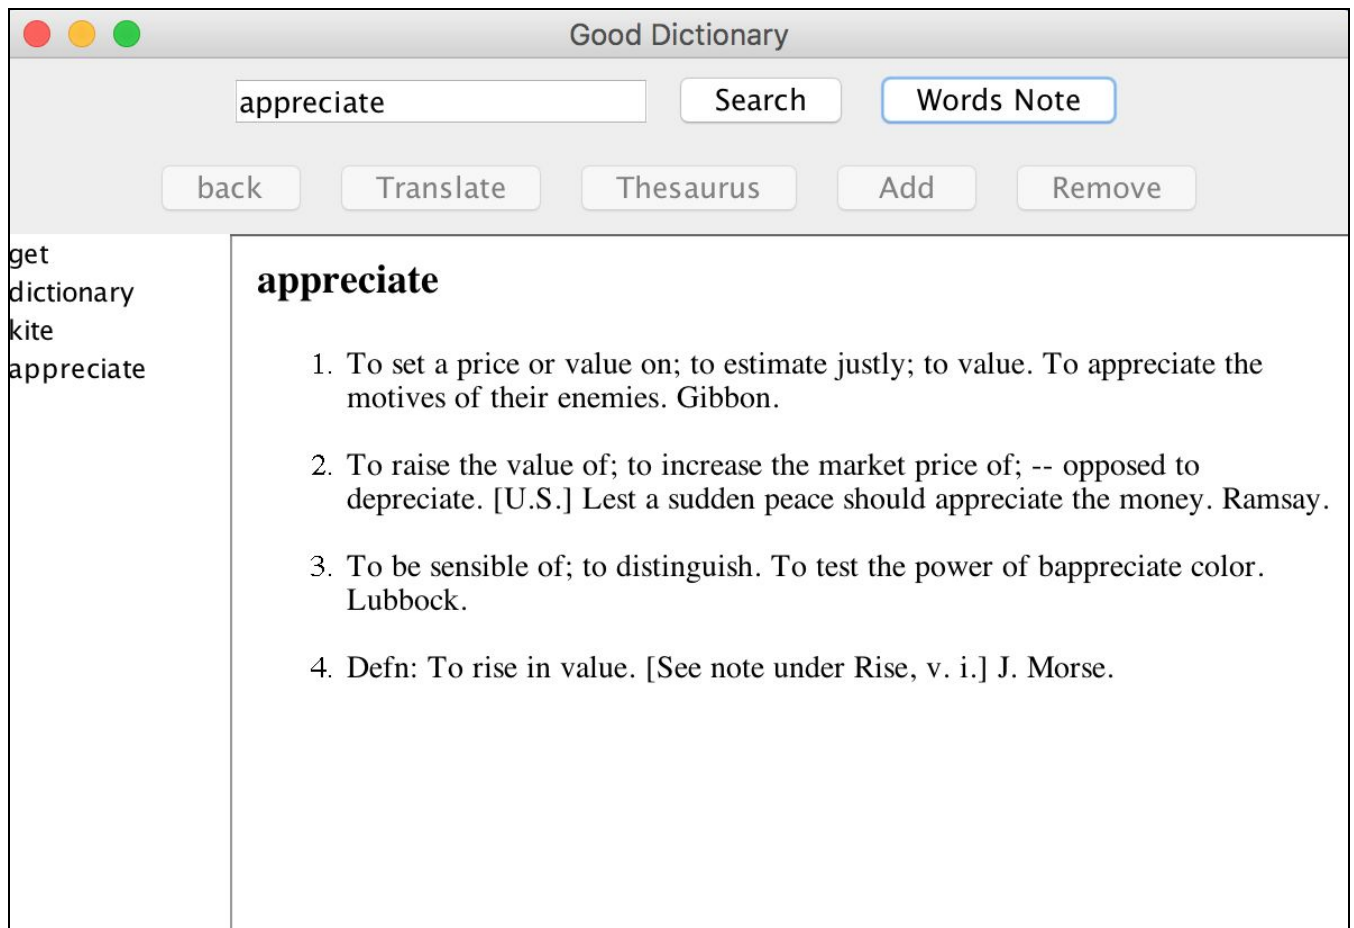 Good Dictionary
appreciate Search Words Note
back Translate Thesaurus Add Remove
get
dictionary
kite
appreciate
appreciate
1. To set a price or value on; to estimate justly; to value. To appreciate the
motives of their enemies. Gibbon.
2. To raise the value of; to increase the market price of; -- opposed to
depreciate. [U.S.] Lest a sudden peace should appreciate the money. Ramsay.
3. To be sensible of; to distinguish. To test the power of bappreciate color.
Lubbock.
4. Defn: To rise in value. [See note under Rise, v. i.] J. Morse.